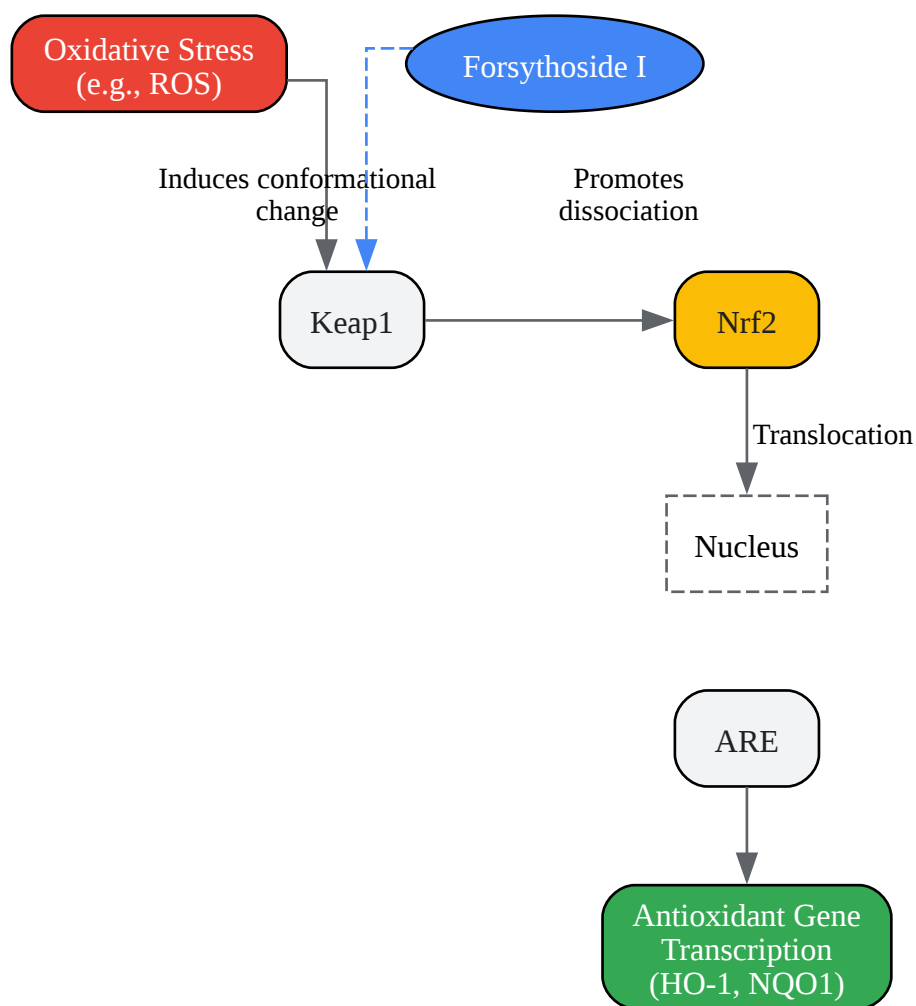 Oxidative Stress
(e.g., ROS)
Forsythoside I
Induces conformational
change
Promotes
dissociation
Keap1
Nrf2
Translocation
Nucleus
ARE
Antioxidant Gene
Transcription
(HO-1, NQO1)